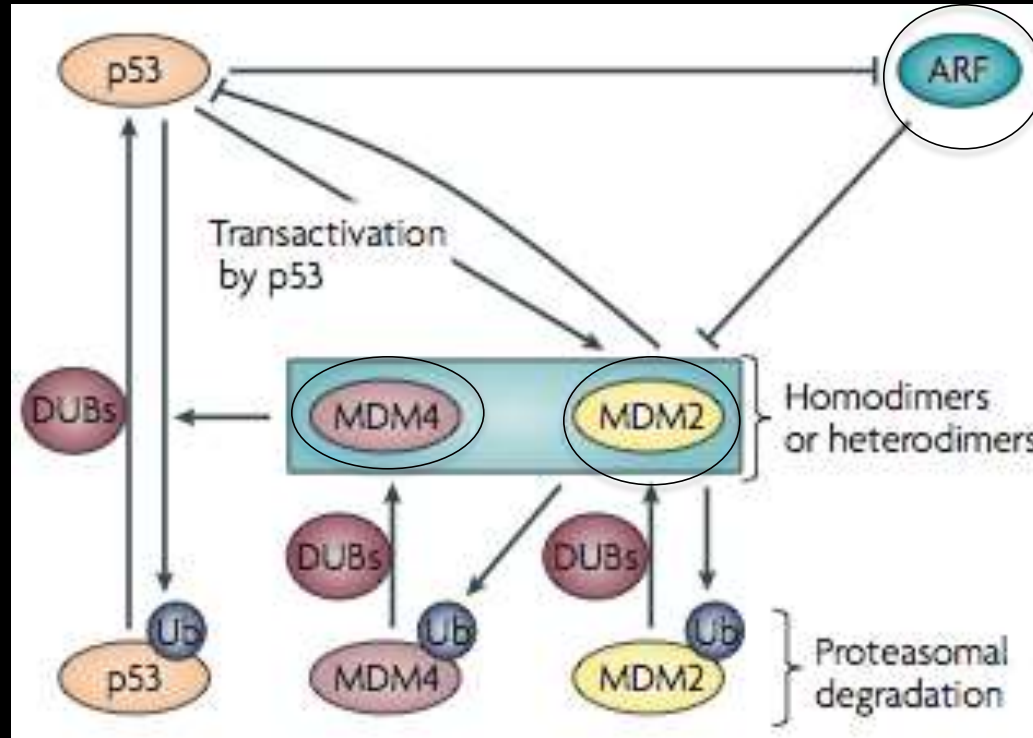 p53
ARF
Transactivation
by p53
DUBs
MDM4
MDM2
Homodimers
or heterodimers
DUBs
DUBs
Ub
Ub
Ub
p53
MDM4
MDM2
Proteasomal
degradation